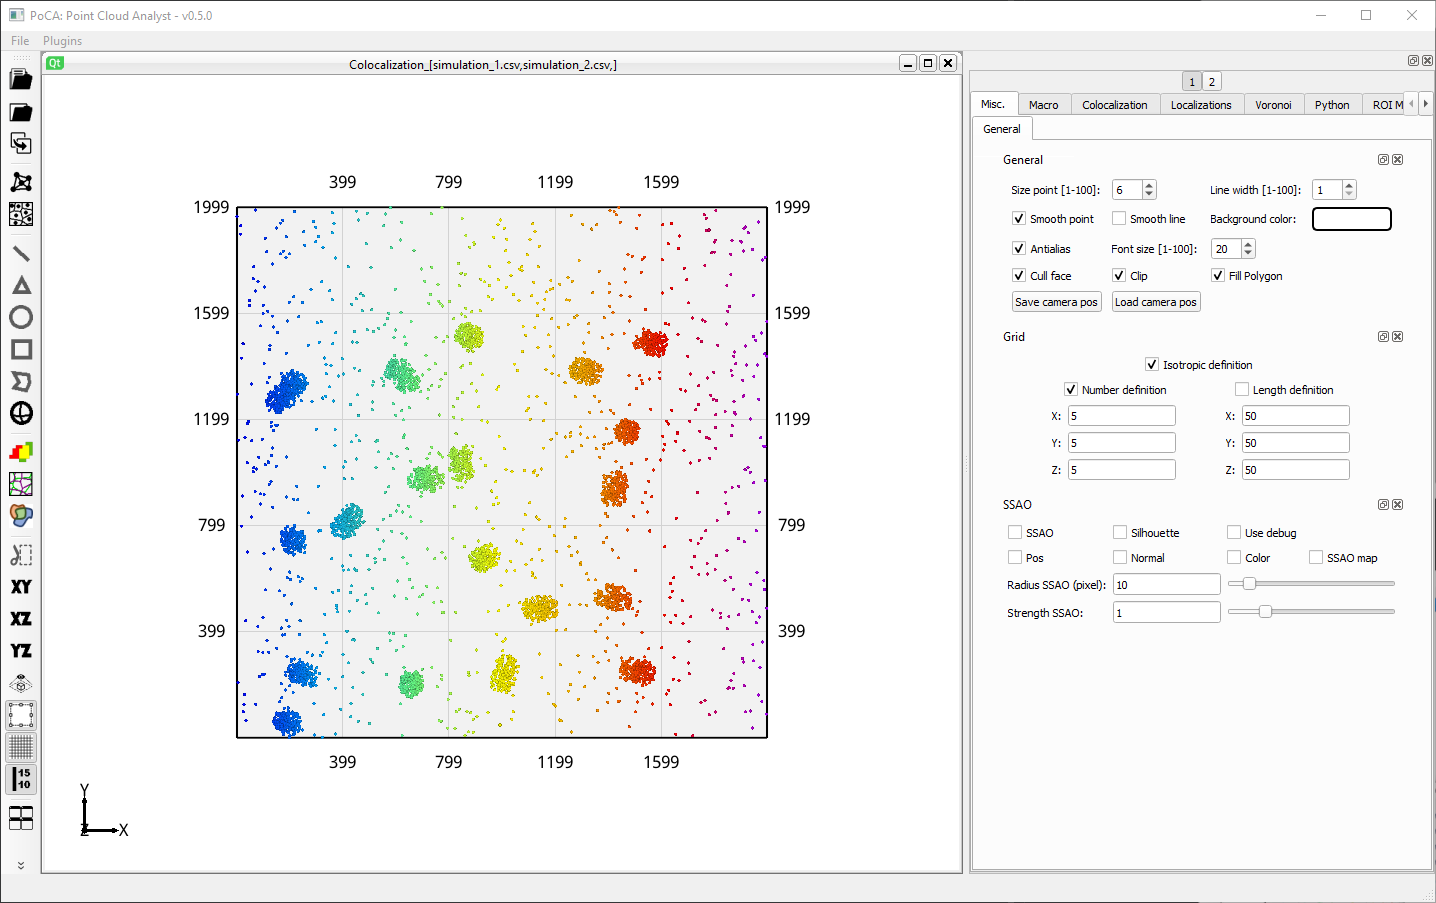 PoCA: Point Cloud Analyst - v0.5.0
File Plugins
Qt Colocalization_[simulation_1.csv,simulation_2.csv,]
1 2
Misc. Macro Colocalization Localizations Voronoi Python ROI M
General
General
Size point [1-100]: 6 Line width [1-100]: 1
Smooth point Smooth line Background color:
Antialias Font size [1-100]: 20
Cull face Clip Fill Polygon
Save camera pos Load camera pos
Grid
Isotropic definition
Number definition Length definition
X: 5 X: 50
Y: 5 Y: 50
Z: 5 Z: 50
SSAO
SSAO Silhouette Use debug
Pos Normal Color SSAO map
Radius SSAO (pixel): 10
Strength SSAO: 1
399 799 1199 1599
1999 1999
1599 1599
1199 1199
799 799
399 399
399 799 1199 1599
Y
Z X
XY
XZ
YZ
15
10